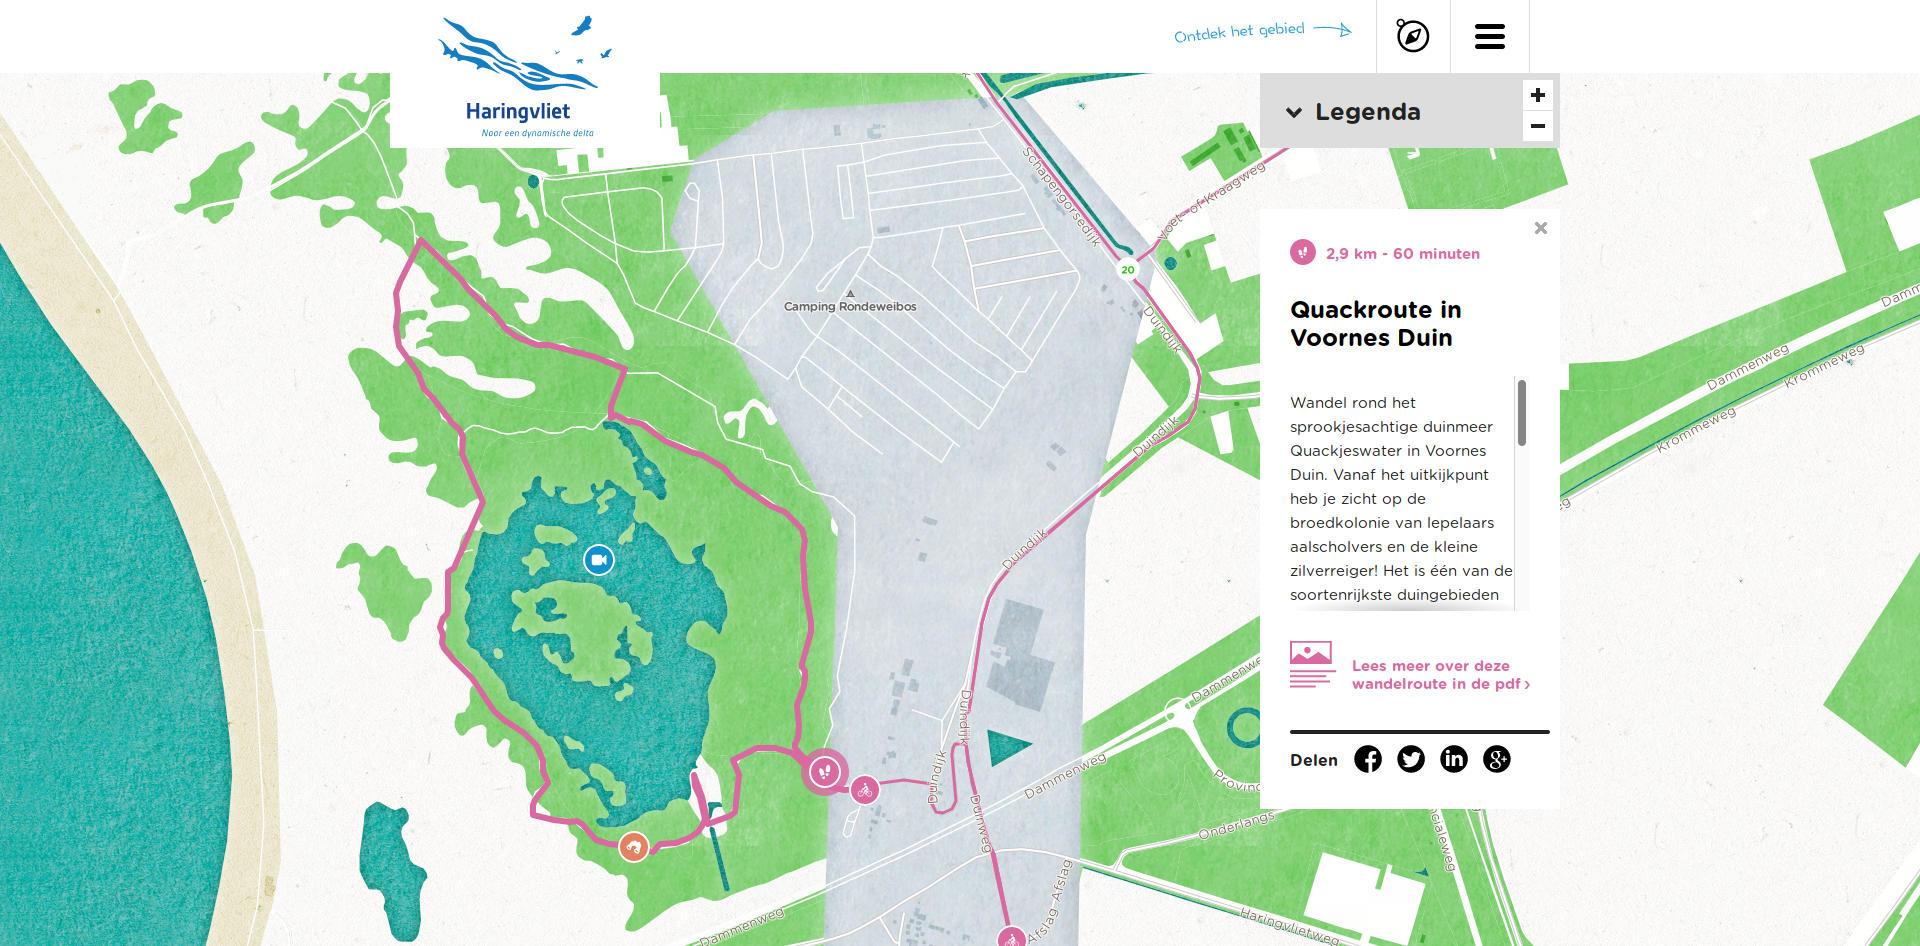 Ontdek het gebied
Haringvliet
Naar een dynamische delta
Legenda
+
−
Schapengorsedijk
Voet- of Kraagweg
20
Camping Rondeweibos
Duindijk
Duindijk
Duindijk
Duindijk
Duindijk
Duinweg
Dammenweg
Dammenweg
Dammenweg
Dammenweg
Krommeweg
Krommeweg
Onderlangs
Afslag
Afslag
Haringvlietweg
2,9 km - 60 minuten
Quackroute in
Voornes Duin
Wandel rond het
sprookjesachtige duinmeer
Quackjeswater in Voornes
Duin. Vanaf het uitkijkpunt
heb je zicht op de
broedkolonie van lepelaars
aalscholvers en de kleine
zilverreiger! Het is één van de
soortenrijkste duingebieden
Lees meer over deze
wandelroute in de pdf ›
Delen